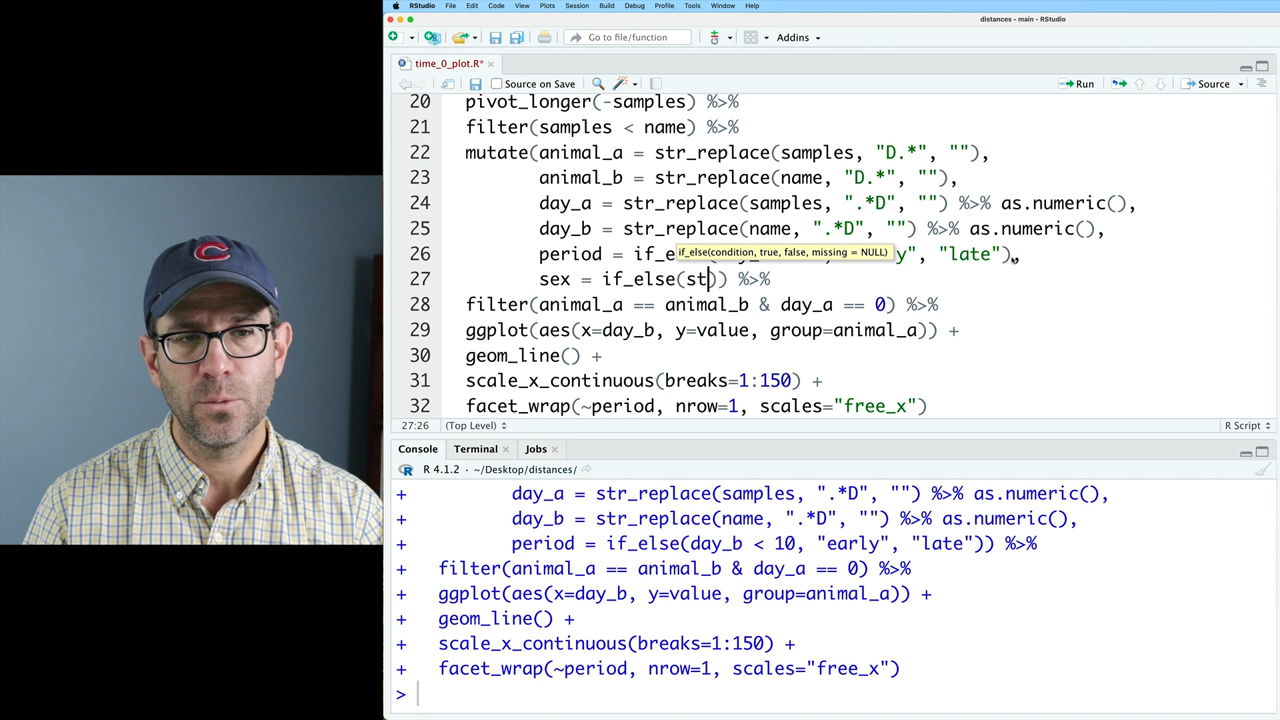 RStudio File Edit Code View Plots Session Build Debug Profile Tools Window Help
distances - main - RStudio
Go to file/function Addins
time_0_plot.R*
Source on Save Run Source
20 pivot_longer(-samples) %>%
21 filter(samples < name) %>%
22 mutate(animal_a = str_replace(samples, "D.*", ""),
23 animal_b = str_replace(name, "D.*", ""),
24 day_a = str_replace(samples, ".*D", "") %>% as.numeric(),
25 day_b = str_replace(name, ".*D", "") %>% as.numeric(),
if_else(condition, true, false, missing = NULL)
26 period = if_e y", "late"),
27 sex = if_else(st)) %>%
28 filter(animal_a == animal_b & day_a == 0) %>%
29 ggplot(aes(x=day_b, y=value, group=animal_a)) +
30 geom_line() +
31 scale_x_continuous(breaks=1:150) +
32 facet_wrap(~period, nrow=1, scales="free_x")
27:26 (Top Level) R Script
Console Terminal Jobs
R 4.1.2 · ~/Desktop/distances/
+ day_a = str_replace(samples, ".*D", "") %>% as.numeric(),
+ day_b = str_replace(name, ".*D", "") %>% as.numeric(),
+ period = if_else(day_b < 10, "early", "late")) %>%
+ filter(animal_a == animal_b & day_a == 0) %>%
+ ggplot(aes(x=day_b, y=value, group=animal_a)) +
+ geom_line() +
+ scale_x_continuous(breaks=1:150) +
+ facet_wrap(~period, nrow=1, scales="free_x")
>